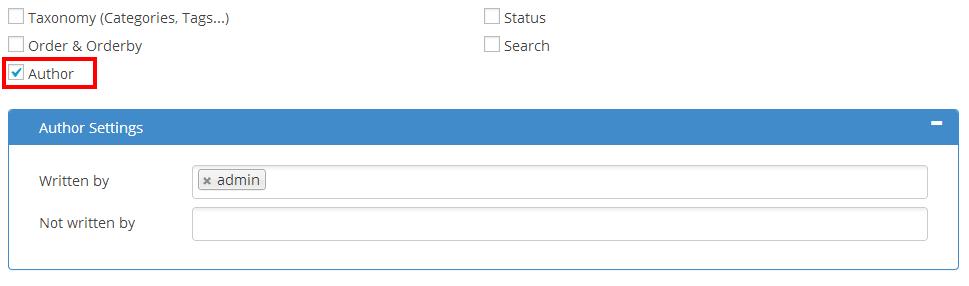 Taxonomy (Categories, Tags...)
Status
Order & Orderby
Search
Author
Author Settings
Written by
× admin
Not written by